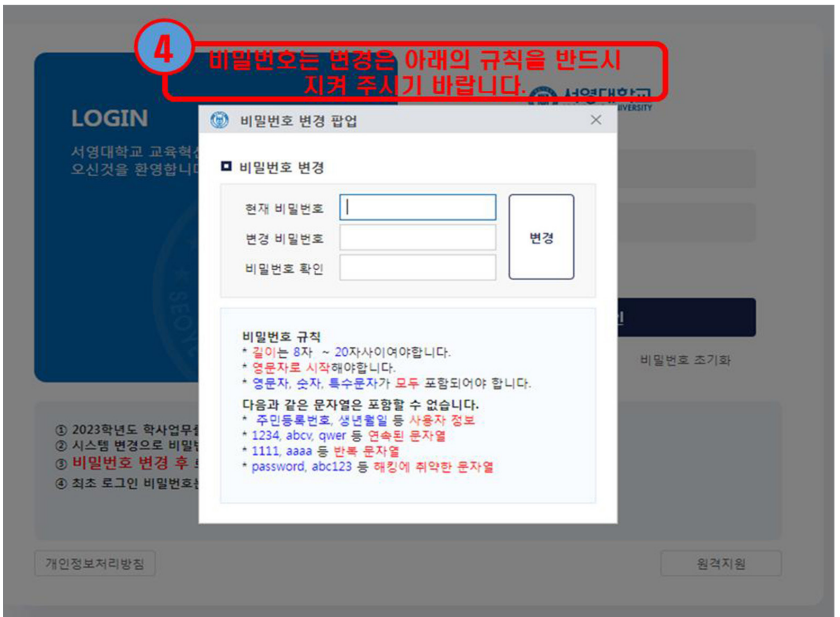 4
비밀번호는 변경은 아래의 규칙을 반드시
지켜 주시기 바랍니다.
서영대학교
LOGIN
서영대학교 교육혁신
오신것을 환영합니다
비밀번호 변경 팝업
비밀번호 변경
현재 비밀번호
변경 비밀번호
비밀번호 확인
변경
비밀번호 규칙
* 길이는 8자 ~ 20자사이여야합니다.
* 영문자로 시작해야합니다.
* 영문자, 숫자, 특수문자가 모두 포함되어야 합니다.
다음과 같은 문자열은 포함할 수 없습니다.
* 주민등록번호, 생년월일 등 사용자 정보
* 1234, abcv, qwer 등 연속된 문자열
* 1111, aaaa 등 반복 문자열
* password, abc123 등 해킹에 취약한 문자열
비밀번호 초기화
① 2023학년도 학사업무를
② 시스템 변경으로 비밀번
③ 비밀번호 변경 후
④ 최초 로그인 비밀번호는
개인정보처리방침
원격지원